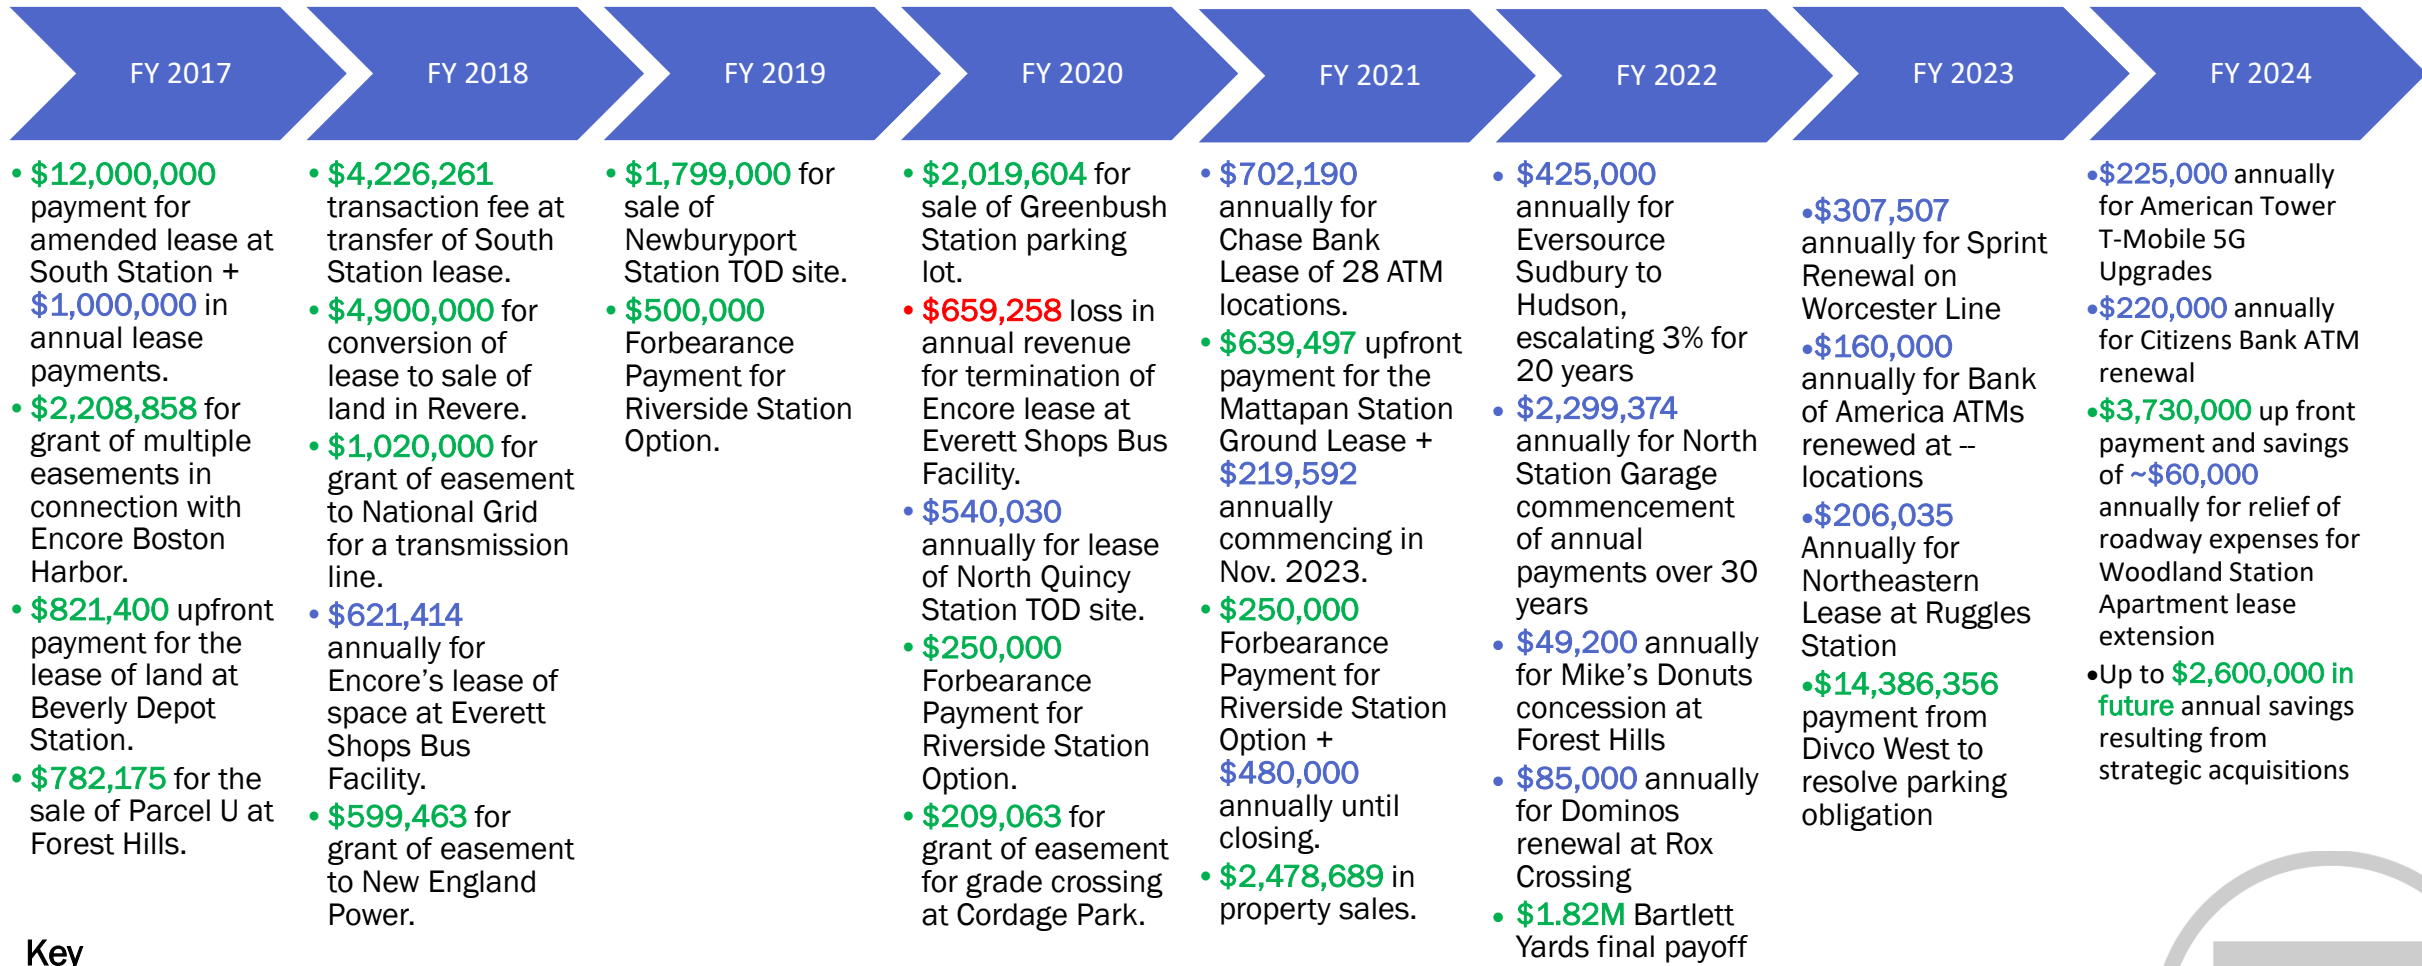 FY 2017
FY 2018
FY 2019
FY 2020
FY 2021
FY 2022
FY 2023
FY 2024
• $12,000,000
payment for
amended lease at
South Station +
$1,000,000 in
annual lease
payments.
• $2,208,858 for
grant of multiple
easements in
connection with
Encore Boston
Harbor.
• $821,400 upfront
payment for the
lease of land at
Beverly Depot
Station.
• $782,175 for the
sale of Parcel U at
Forest Hills.
• $4,226,261
transaction fee at
transfer of South
Station lease.
• $4,900,000 for
conversion of
lease to sale of
land in Revere.
• $1,020,000 for
grant of easement
to National Grid
for a transmission
line.
• $621,414
annually for
Encore’s lease of
space at Everett
Shops Bus
Facility.
• $599,463 for
grant of easement
to New England
Power.
• $1,799,000 for
sale of
Newburyport
Station TOD site.
• $500,000
Forbearance
Payment for
Riverside Station
Option.
• $2,019,604 for
sale of Greenbush
Station parking
lot.
• $659,258 loss in
annual revenue
for termination of
Encore lease at
Everett Shops Bus
Facility.
• $540,030
annually for lease
of North Quincy
Station TOD site.
• $250,000
Forbearance
Payment for
Riverside Station
Option.
• $209,063 for
grant of easement
for grade crossing
at Cordage Park.
• $702,190
annually for
Chase Bank
Lease of 28 ATM
locations.
• $639,497 upfront
payment for the
Mattapan Station
Ground Lease +
$219,592
annually
commencing in
Nov. 2023.
• $250,000
Forbearance
Payment for
Riverside Station
Option +
$480,000
annually until
closing.
• $2,478,689 in
property sales.
• $425,000
annually for
Eversource
Sudbury to
Hudson,
escalating 3% for
20 years
• $2,299,374
annually for North
Station Garage
commencement
of annual
payments over 30
years
• $49,200 annually
for Mike’s Donuts
concession at
Forest Hills
• $85,000 annually
for Dominos
renewal at Rox
Crossing
• $1.82M Bartlett
Yards final payoff
•$307,507
annually for Sprint
Renewal on
Worcester Line
•$160,000
annually for Bank
of America ATMs
renewed at --
locations
•$206,035
Annually for
Northeastern
Lease at Ruggles
Station
•$14,386,356
payment from
Divco West to
resolve parking
obligation
•$225,000 annually
for American Tower
T-Mobile 5G
Upgrades
•$220,000 annually
for Citizens Bank ATM
renewal
•$3,730,000 up front
payment and savings
of ~$60,000
annually for relief of
roadway expenses for
Woodland Station
Apartment lease
extension
•Up to $2,600,000 in
future annual savings
resulting from
strategic acquisitions
Key